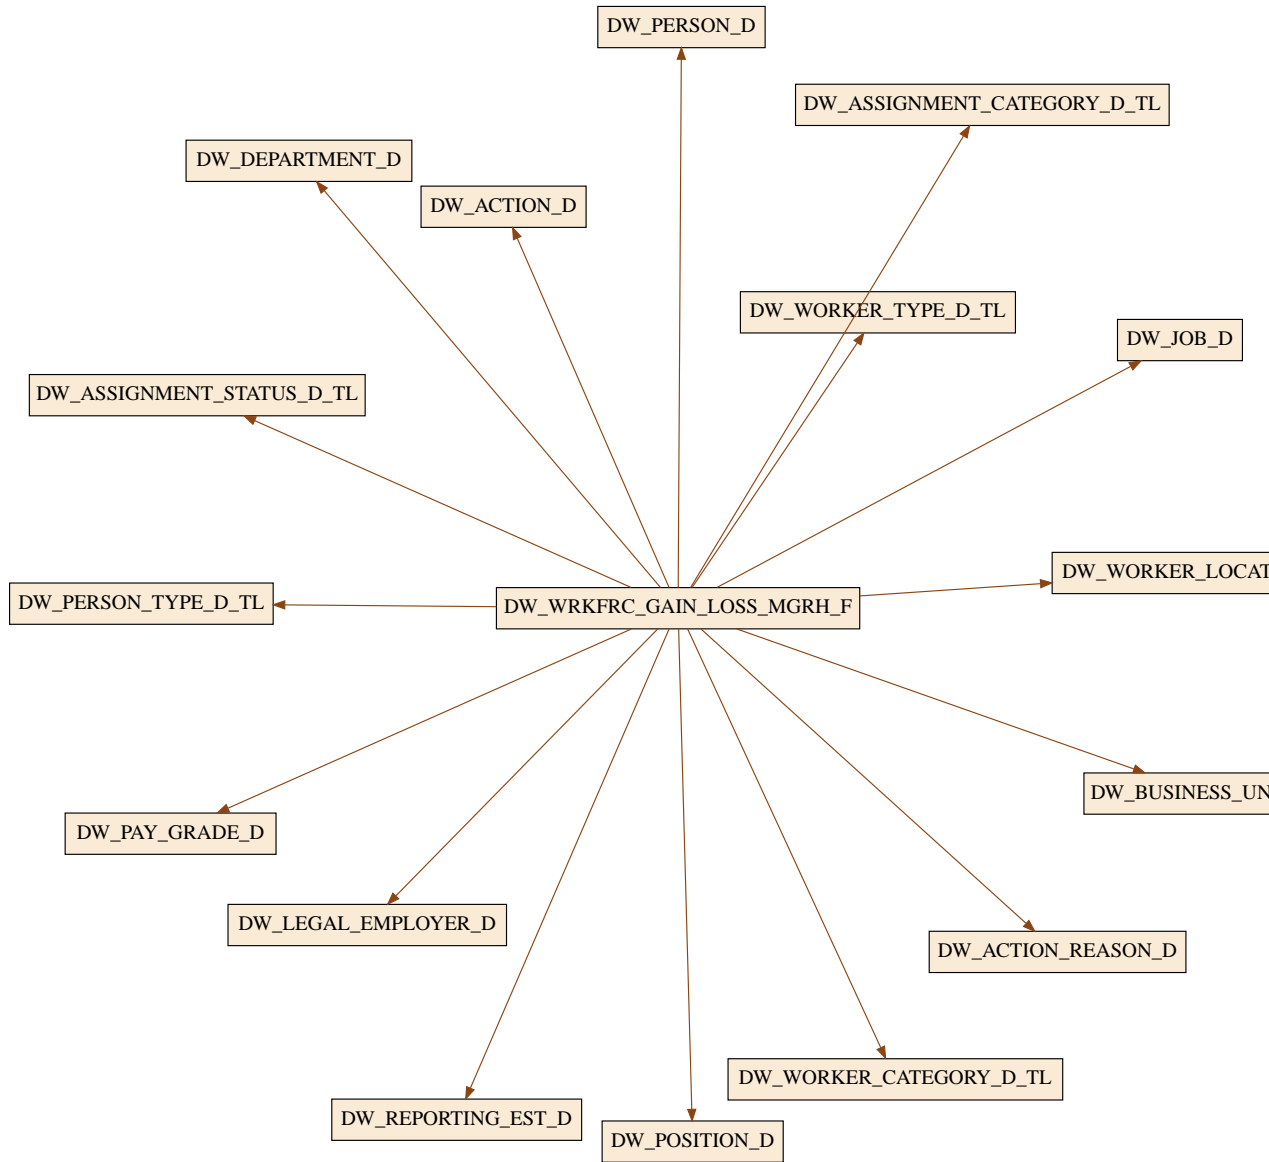 DW_PERSON_D
DW_ASSIGNMENT_CATEGORY_D_TL
DW_DEPARTMENT_D
DW_ACTION_D
DW_WORKER_TYPE_D_TL
DW_JOB_D
DW_ASSIGNMENT_STATUS_D_TL
DW_WORKER_LOCAT
DW_PERSON_TYPE_D_TL
DW_WRKFRC_GAIN_LOSS_MGRH_F
DW_BUSINESS_UN
DW_PAY_GRADE_D
DW_LEGAL_EMPLOYER_D
DW_ACTION_REASON_D
DW_WORKER_CATEGORY_D_TL
DW_REPORTING_EST_D
DW_POSITION_D